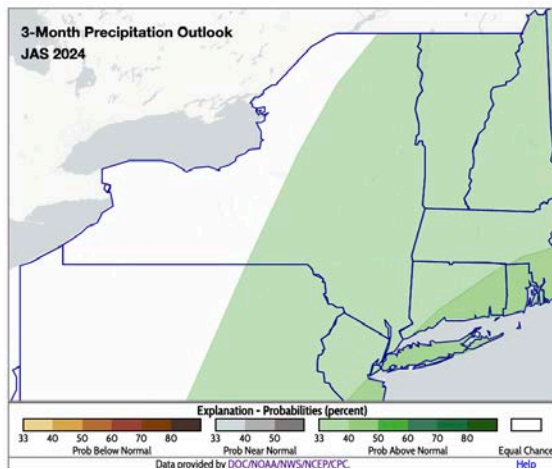 3-Month Precipitation Outlook
JAS 2024
Explanation - Probabilities (percent)
33 40 50 60 70 80 33 40 50 33 40 50 60 70 80
Prob Below Normal Prob Near Normal Prob Above Normal Equal Chance
Data provided by DOC/NOAA/NWS/NCEP/CPC. Help